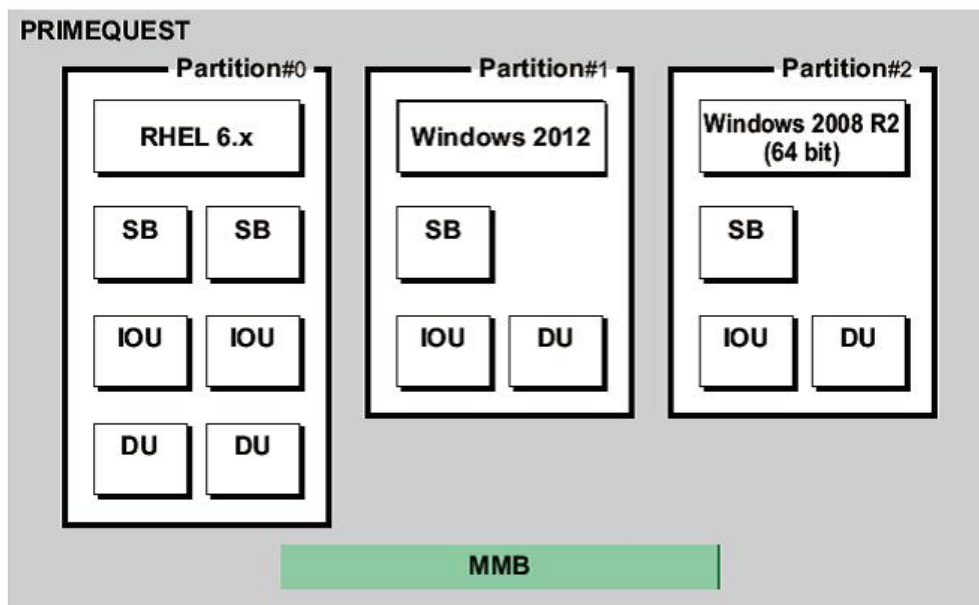 PRIMEQUEST
Partition#0
RHEL 6.x
SB SB
IOU IOU
DU DU
Partition#1
Windows 2012
SB
IOU DU
Partition#2
Windows 2008 R2
(64 bit)
SB
IOU DU
MMB